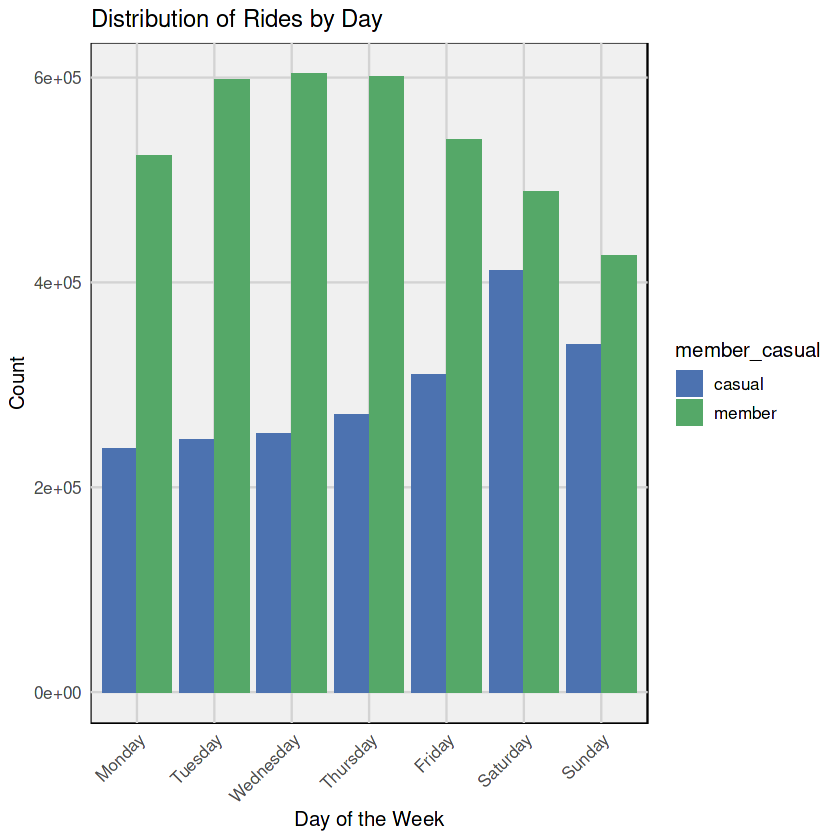 Distribution of Rides by Day
6e+05
4e+05
2e+05
0e+00
Count
Monday
Tuesday
Wednesday
Thursday
Friday
Saturday
Sunday
Day of the Week
member_casual
casual
member